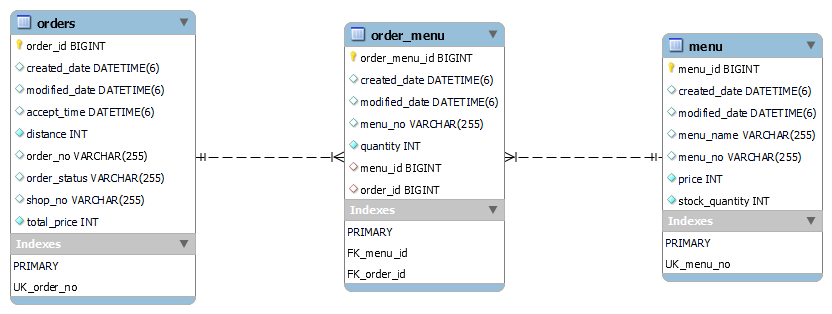 orders
order_id BIGINT
created_date DATETIME(6)
modified_date DATETIME(6)
accept_time DATETIME(6)
distance INT
order_no VARCHAR(255)
order_status VARCHAR(255)
shop_no VARCHAR(255)
total_price INT
Indexes
PRIMARY
UK_order_no
order_menu
order_menu_id BIGINT
created_date DATETIME(6)
modified_date DATETIME(6)
menu_no VARCHAR(255)
quantity INT
menu_id BIGINT
order_id BIGINT
Indexes
PRIMARY
FK_menu_id
FK_order_id
menu
menu_id BIGINT
created_date DATETIME(6)
modified_date DATETIME(6)
menu_name VARCHAR(255)
menu_no VARCHAR(255)
price INT
stock_quantity INT
Indexes
PRIMARY
UK_menu_no